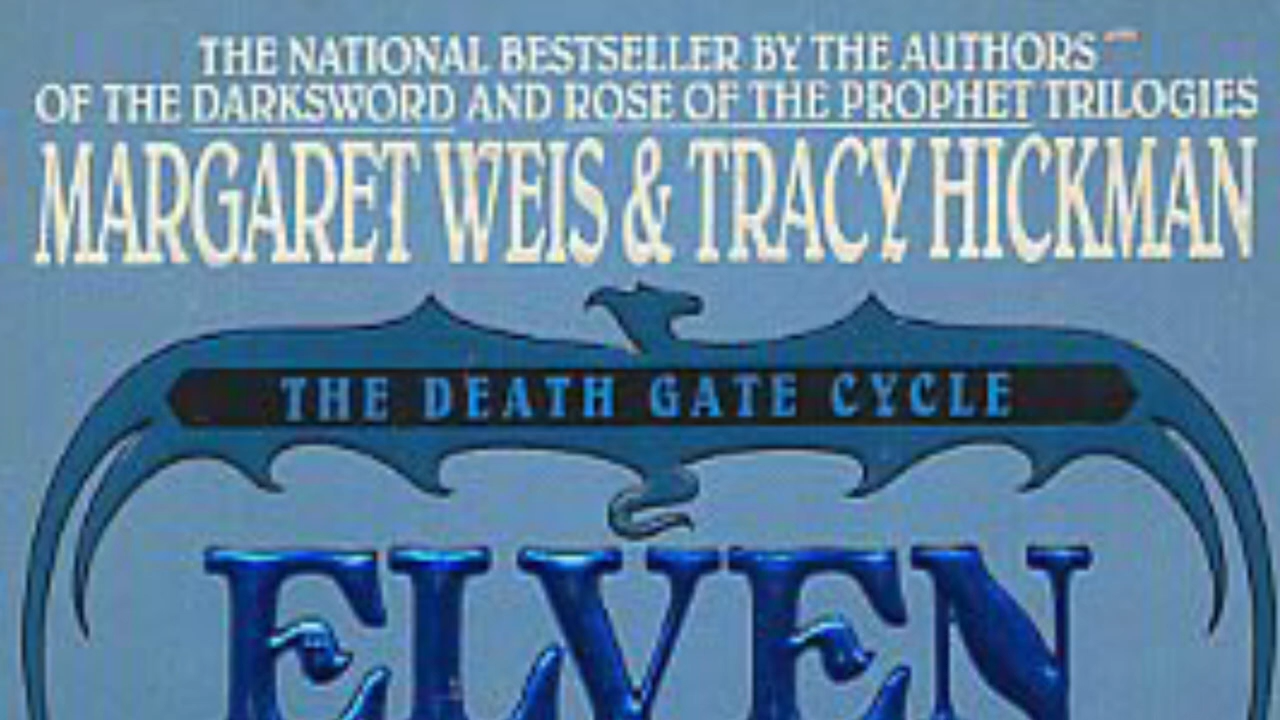 THE NATIONAL BESTSELLER BY THE AUTHORS
OF THE DARKSWORD AND ROSE OF THE PROPHET TRILOGIES
MARGARET WEIS & TRACY HICKMAN
THE DEATH GATE CYCLE
ELVEN